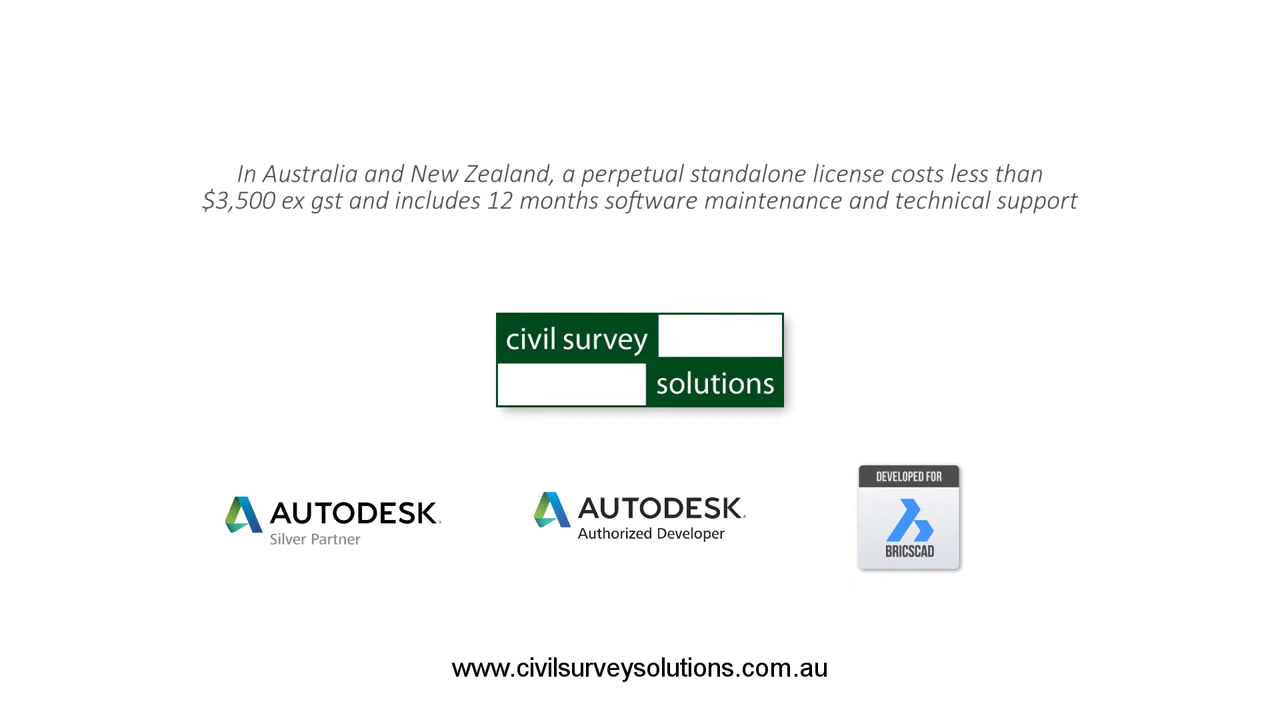 In Australia and New Zealand, a perpetual standalone license costs less than
$3,500 ex gst and includes 12 months software maintenance and technical support
civil survey
solutions
AUTODESK.
Silver Partner
AUTODESK.
Authorized Developer
DEVELOPED FOR
BRICSCAD
www.civilsurveysolutions.com.au